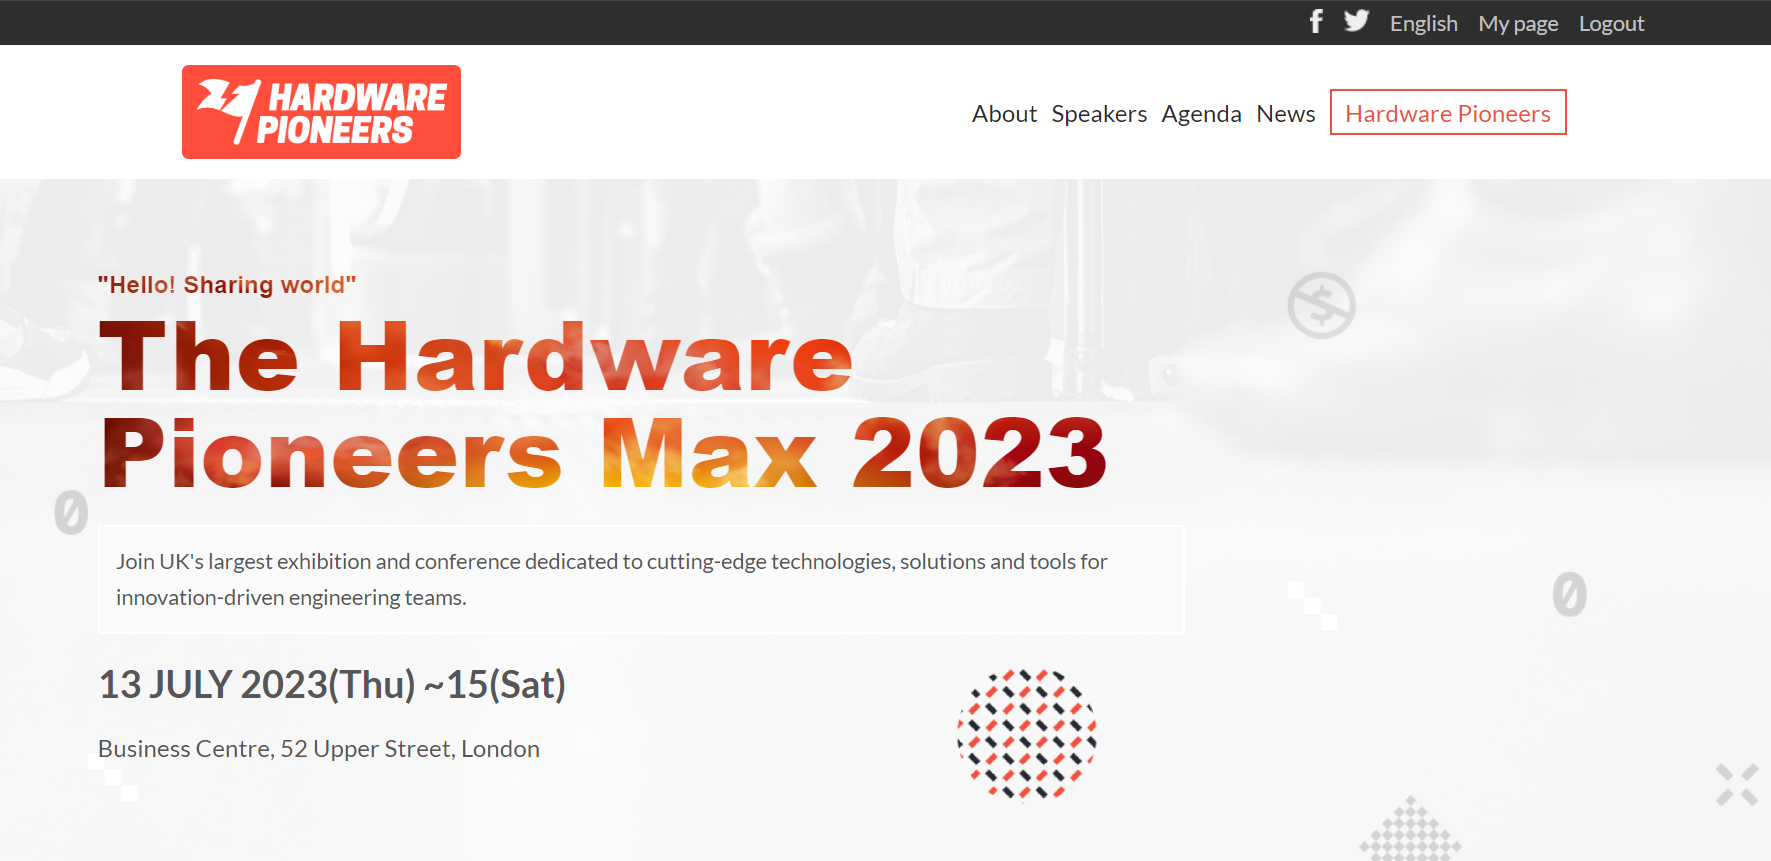 English My page Logout
HARDWARE
PIONEERS
About Speakers Agenda News Hardware Pioneers
"Hello! Sharing world"
The Hardware
Pioneers Max 2023
Join UK's largest exhibition and conference dedicated to cutting-edge technologies, solutions and tools for
innovation-driven engineering teams.
13 JULY 2023(Thu) ~15(Sat)
Business Centre, 52 Upper Street, London